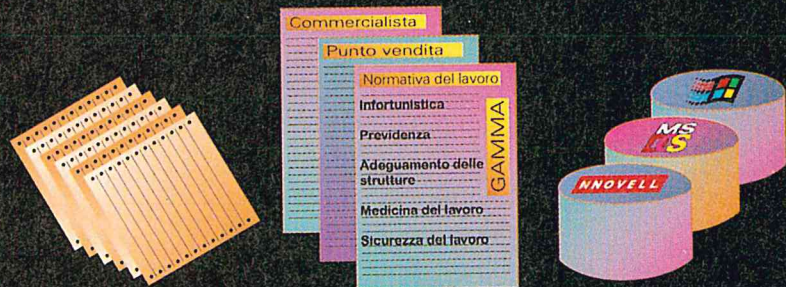 Commercialista
Punto vendita
Normativa del lavoro
Infortunistica
Previdenza
Adeguamento delle
strutture
Medicina del lavoro
Sicurezza del lavoro
GAMMA
MS
NNOVELL